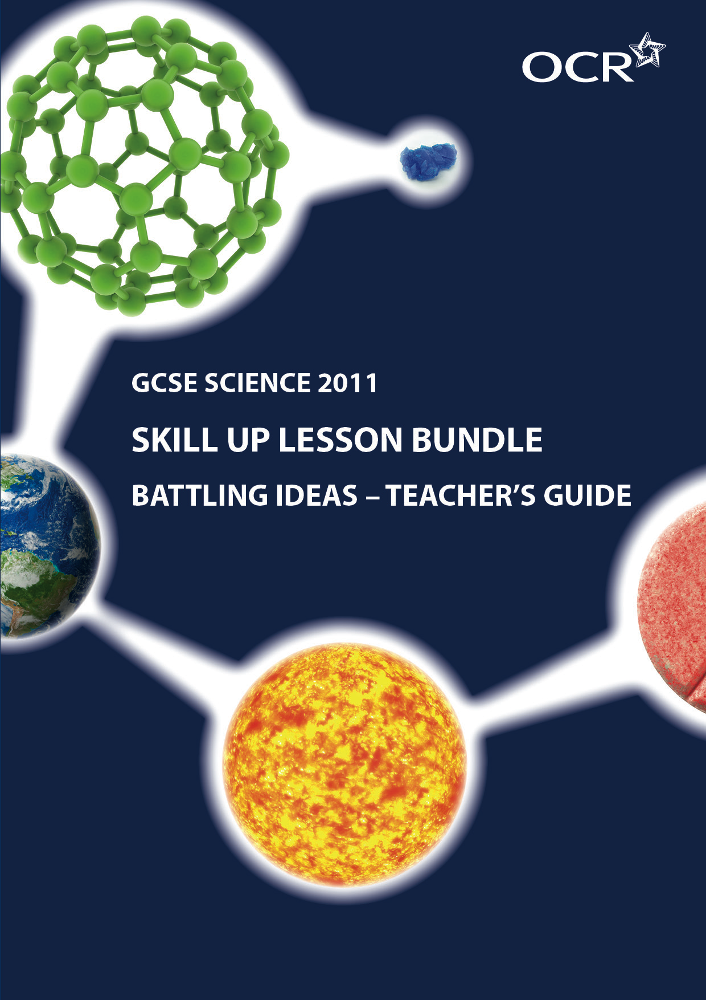 OCR
GCSE SCIENCE 2011
SKILL UP LESSON BUNDLE
BATTLING IDEAS – TEACHER’S GUIDE